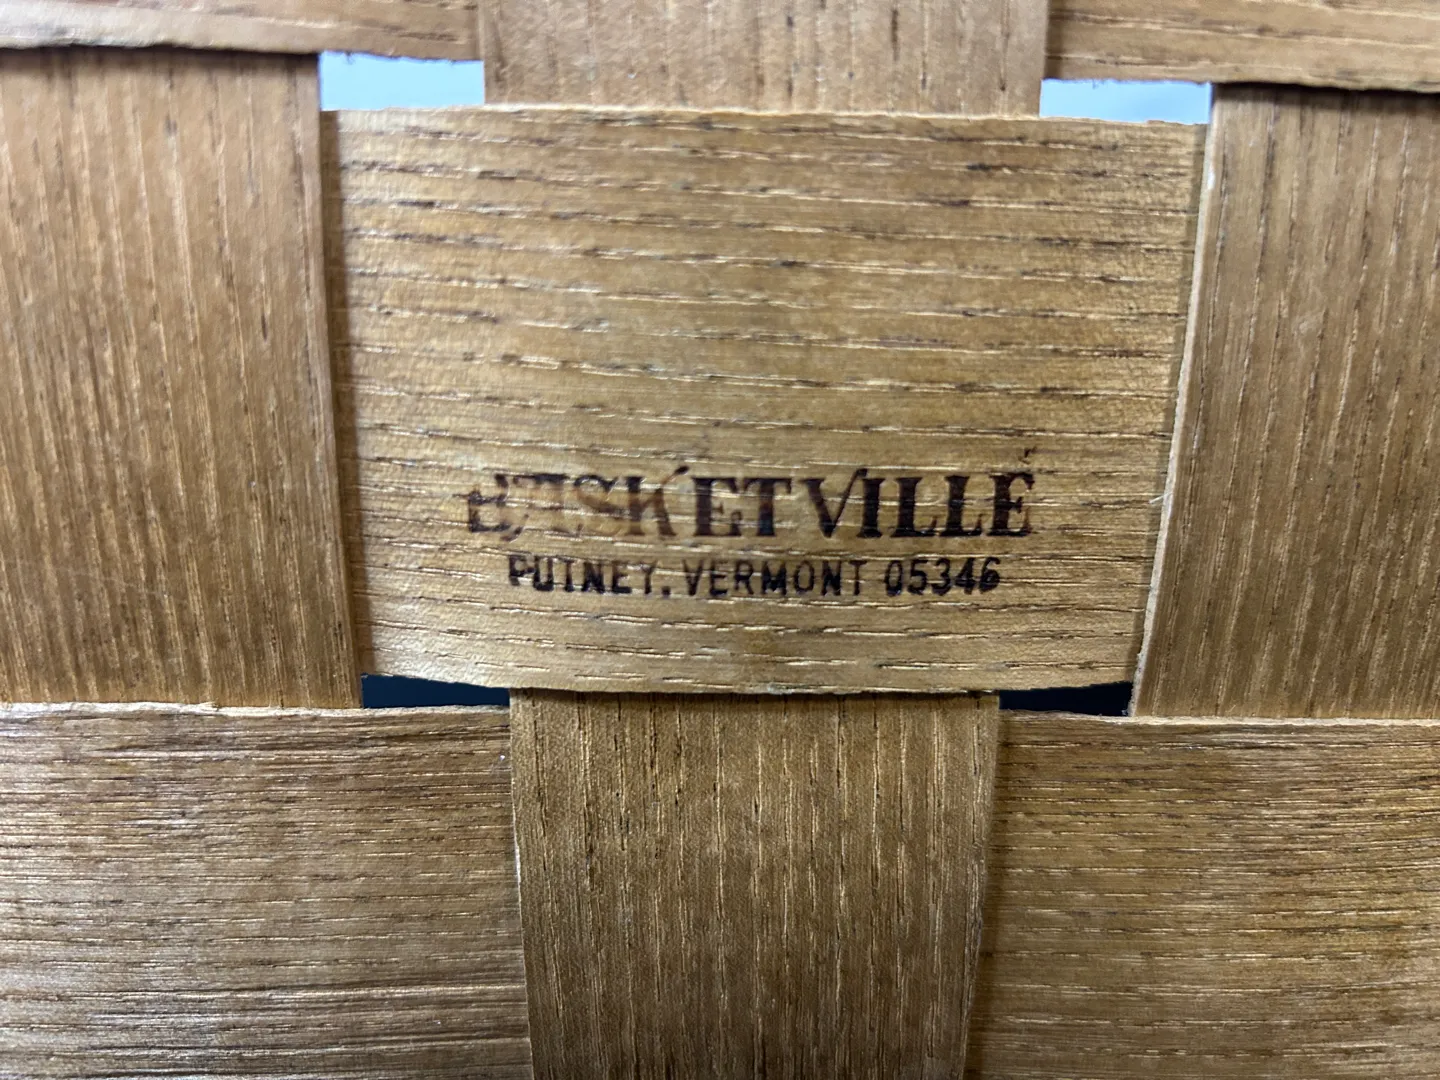 BASKETVILLE
PUTNEY, VERMONT 05346